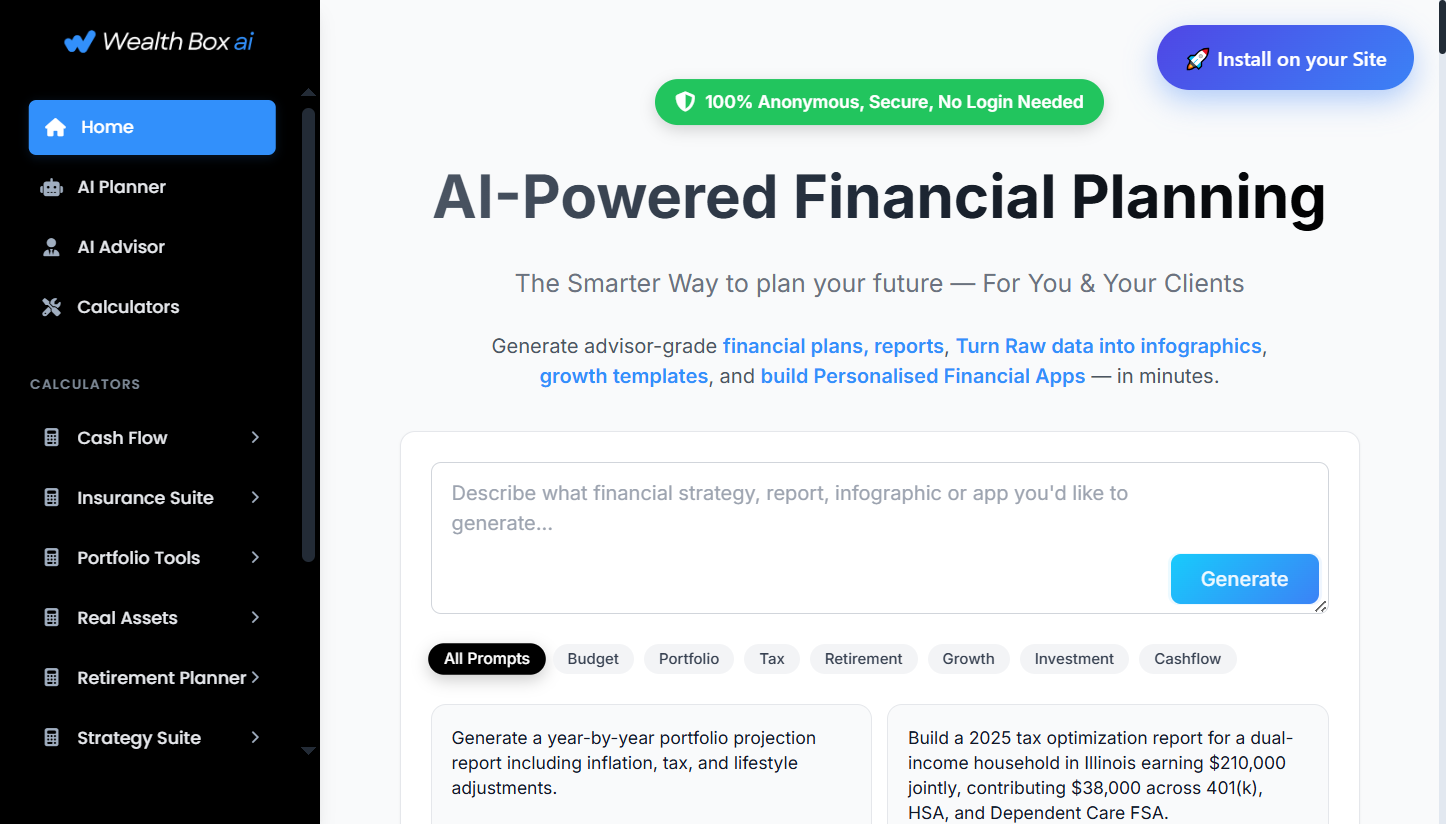 Wealth Box ai
Home
AI Planner
AI Advisor
Calculators
CALCULATORS
Cash Flow
Insurance Suite
Portfolio Tools
Real Assets
Retirement Planner
Strategy Suite
🚀 Install on your Site
100% Anonymous, Secure, No Login Needed
AI-Powered Financial Planning
The Smarter Way to plan your future — For You & Your Clients
Generate advisor-grade financial plans, reports, Turn Raw data into infographics,
growth templates, and build Personalised Financial Apps — in minutes.
Describe what financial strategy, report, infographic or app you'd like to
generate...
Generate
All Prompts
Budget
Portfolio
Tax
Retirement
Growth
Investment
Cashflow
Generate a year-by-year portfolio projection
report including inflation, tax, and lifestyle
adjustments.
Build a 2025 tax optimization report for a dual-
income household in Illinois earning $210,000
jointly, contributing $38,000 across 401(k),
HSA, and Dependent Care FSA.